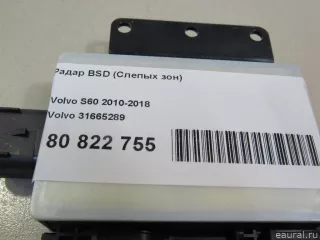 Радар BSD (Слепых зон)
Volvo S60 2010-2018
Volvo 31665289
80 822 755
eaural.ru